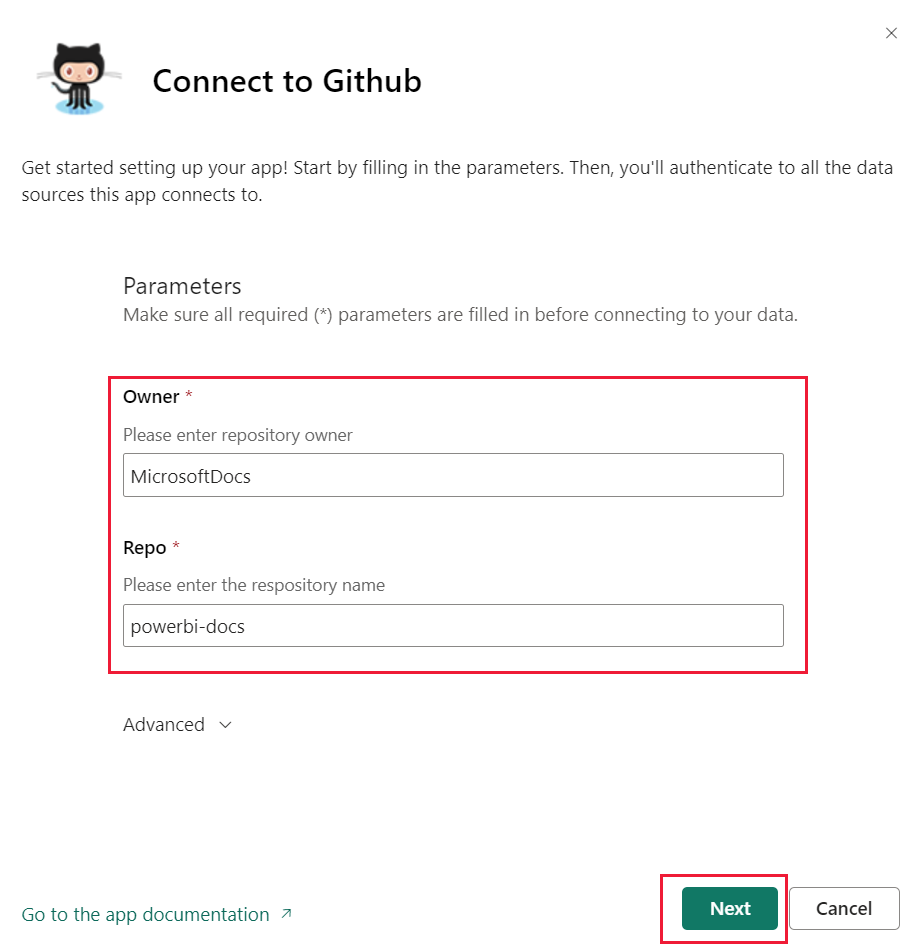 Connect to Github
Get started setting up your app! Start by filling in the parameters. Then, you'll authenticate to all the data
sources this app connects to.
Parameters
Make sure all required (*) parameters are filled in before connecting to your data.
Owner *
Please enter repository owner
MicrosoftDocs
Repo *
Please enter the respository name
powerbi-docs
Advanced
Go to the app documentation
Next
Cancel